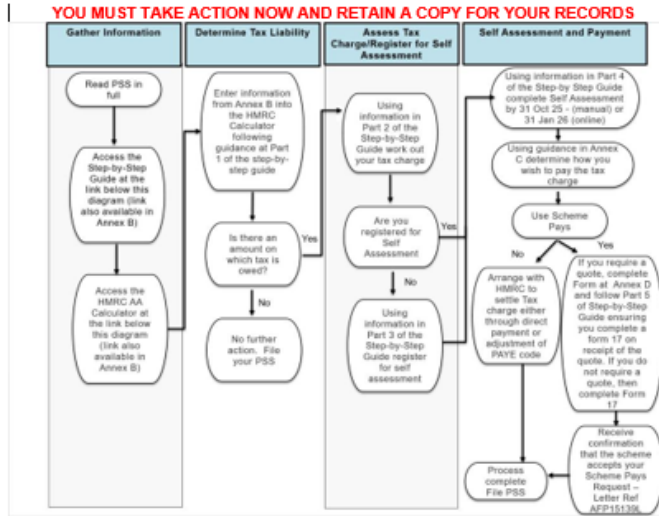 YOU MUST TAKE ACTION NOW AND RETAIN A COPY FOR YOUR RECORDS
Gather Information
Determine Tax Liability
Assess Tax
Charge/Register for Self
Assessment
Self Assessment and Payment
Read PSS in
full
Access the
Step-by-Step
Guide at the
link below this
diagram (link
also available in
Annex B)
Access the
HMRC AA
Calculator at
the link below
this diagram
(link also
available in
Annex B)
Enter information
from Annex B into
the HMRC
Calculator
following
guidance at Part
1 of the step-by-
step guide
Is there an
amount on
which tax is
owed?
Yes
No
No further
action. File
your PSS
Using
information in
Part 2 of the
Step-by-Step
Guide work out
your tax charge
Are you
registered for
Self
Assessment
Yes
No
Using
information in
Part 3 of the
Step-by-Step
Guide register
for self
assessment
Using information in Part 4
of the Step-by Step Guide
complete Self Assessment
by 31 Oct 25 - (manual) or
31 Jan 26 (online)
Using guidance in Annex
C determine how you
wish to pay the tax
charge
Use Scheme
Pays
No
Yes
Arrange with
HMRC to
settle Tax
charge either
through direct
payment or
adjustment of
PAYE code
If you require a
quote, complete
Form at Annex D
and follow Part 5
of Step-by-Step
Guide ensuring
you complete a
form 17 on
receipt of the
quote. If you do
not require a
quote, then
complete Form
17
Receive
confirmation
that the scheme
accepts your
Scheme Pays
Request –
Letter Ref
AFP15139L
Process
complete
File PSS